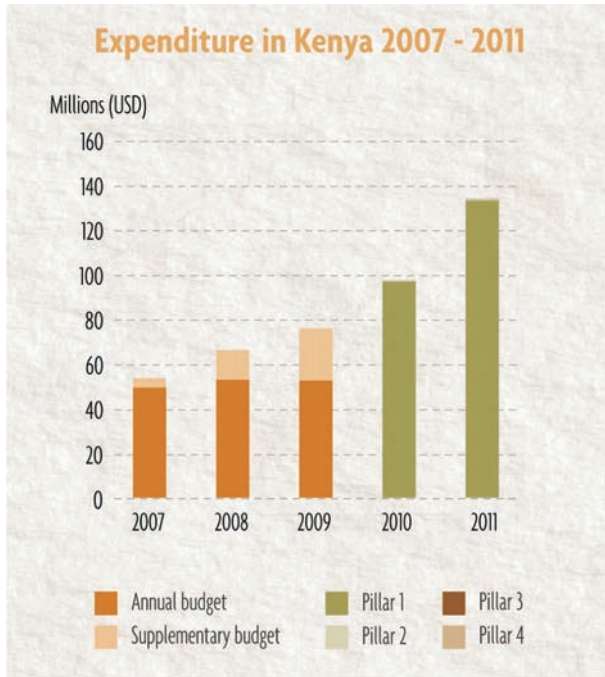 Expenditure in Kenya 2007 - 2011
Millions (USD)
160
140
120
100
80
60
40
20
0
2007 2008 2009 2010 2011
Annual budget Pillar 1 Pillar 3
Supplementary budget Pillar 2 Pillar 4